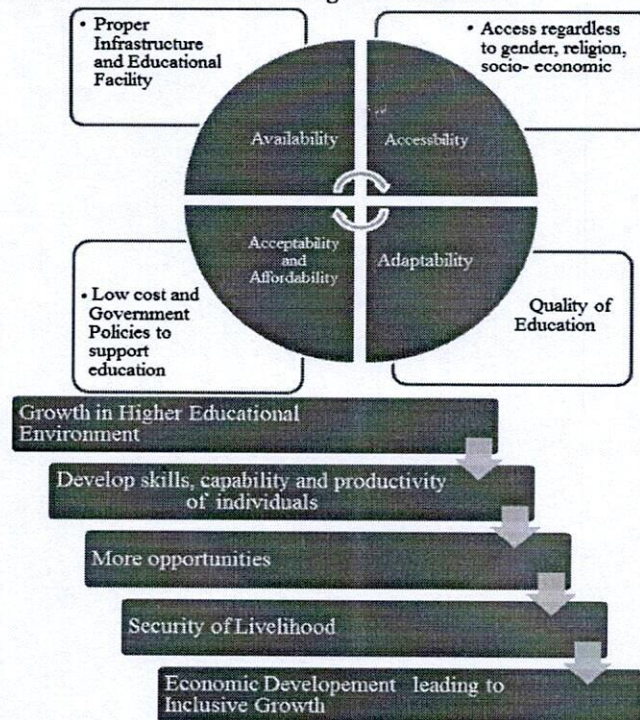 • Proper
Infrastructure
and Educational
Facility
• Access regardless
to gender, religion,
socio- economic
Availability
Accessbility
Acceptability
and
Affordability
Adaptability
• Low cost and
Government
Policies to
support
education
Quality of
Education
Growth in Higher Educational
Environment
Develop skills, capability and productivity
of individuals
More opportunities
Security of Livelihood
Economic Developement leading to
Inclusive Growth